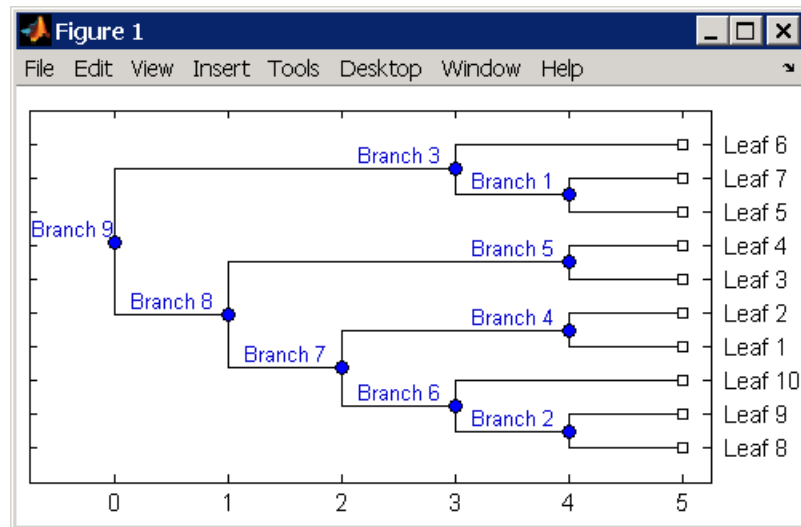 Figure 1
File Edit View Insert Tools Desktop Window Help
Leaf 6
Branch 3
Leaf 7
Branch 1
Leaf 5
Branch 9
Leaf 4
Branch 5
Leaf 3
Branch 8
Leaf 2
Branch 4
Leaf 1
Branch 7
Leaf 10
Branch 6
Leaf 9
Branch 2
Leaf 8
0 1 2 3 4 5